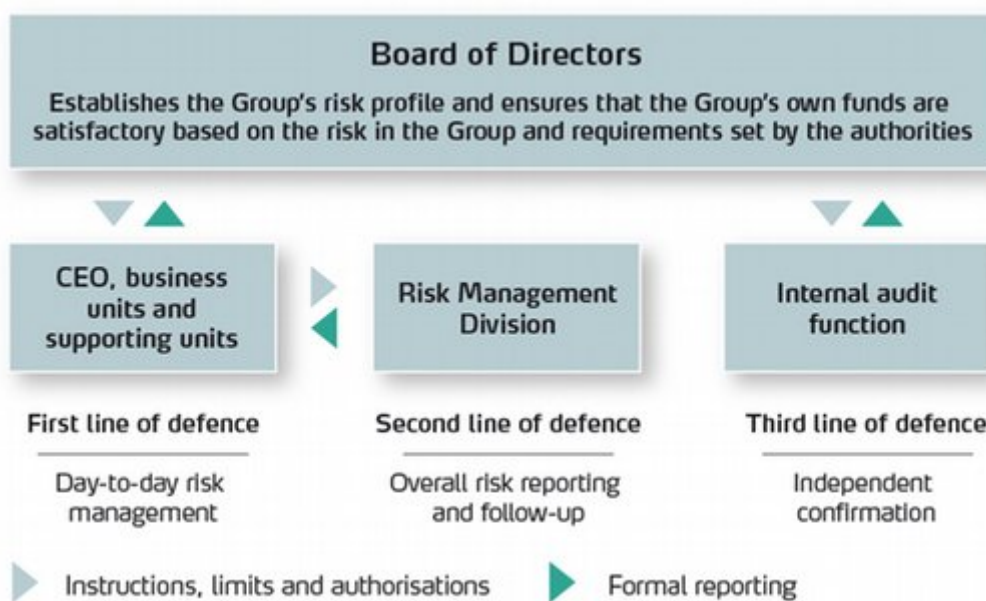 Board of Directors
Establishes the Group's risk profile and ensures that the Group's own funds are
satisfactory based on the risk in the Group and requirements set by the authorities
CEO, business
units and
supporting units
Risk Management
Division
Internal audit
function
First line of defence
Second line of defence
Third line of defence
Day-to-day risk
management
Overall risk reporting
and follow-up
Independent
confirmation
Instructions, limits and authorisations
Formal reporting